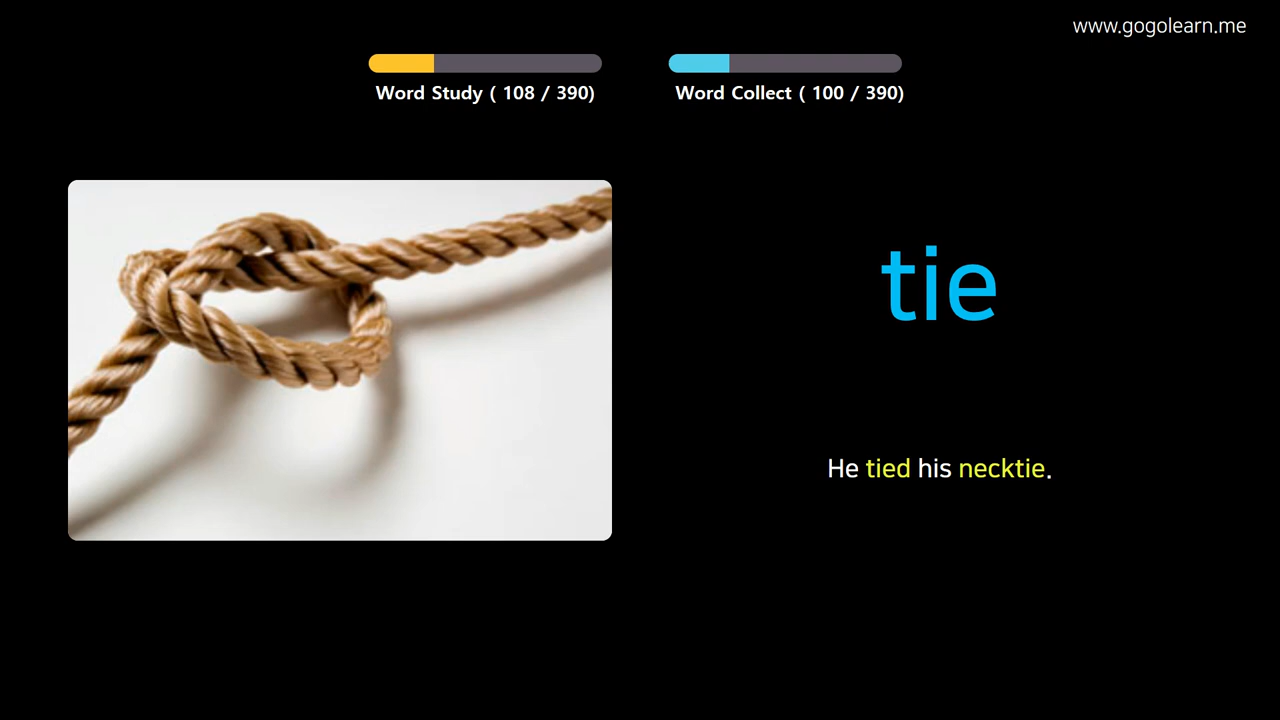 www.gogolearn.me
Word Study ( 108 / 390)
Word Collect ( 100 / 390)
tie
He tied his necktie.